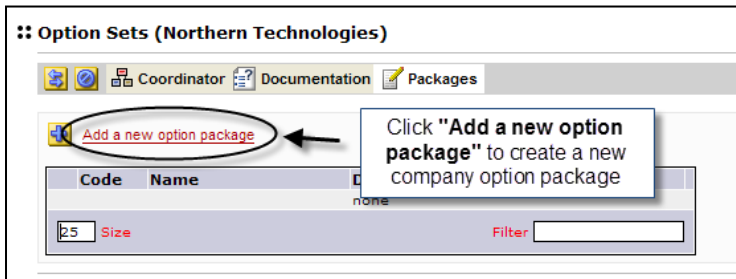 Option Sets (Northern Technologies)
Coordinator Documentation Packages
Add a new option package
Click "Add a new option
package" to create a new
company option package
Code Name
none
25 Size Filter